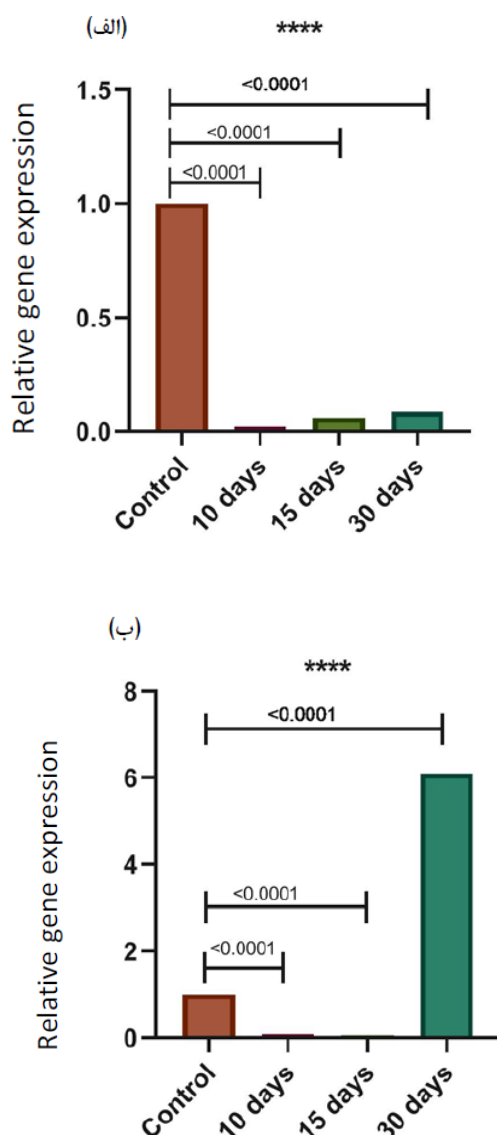 (الف)
****
<0.0001
<0.0001
<0.0001
1.5
1.0
0.5
0.0
Relative gene expression
Control
10 days
15 days
30 days
(ب)
****
<0.0001
<0.0001
<0.0001
8
6
4
2
0
Relative gene expression
Control
10 days
15 days
30 days